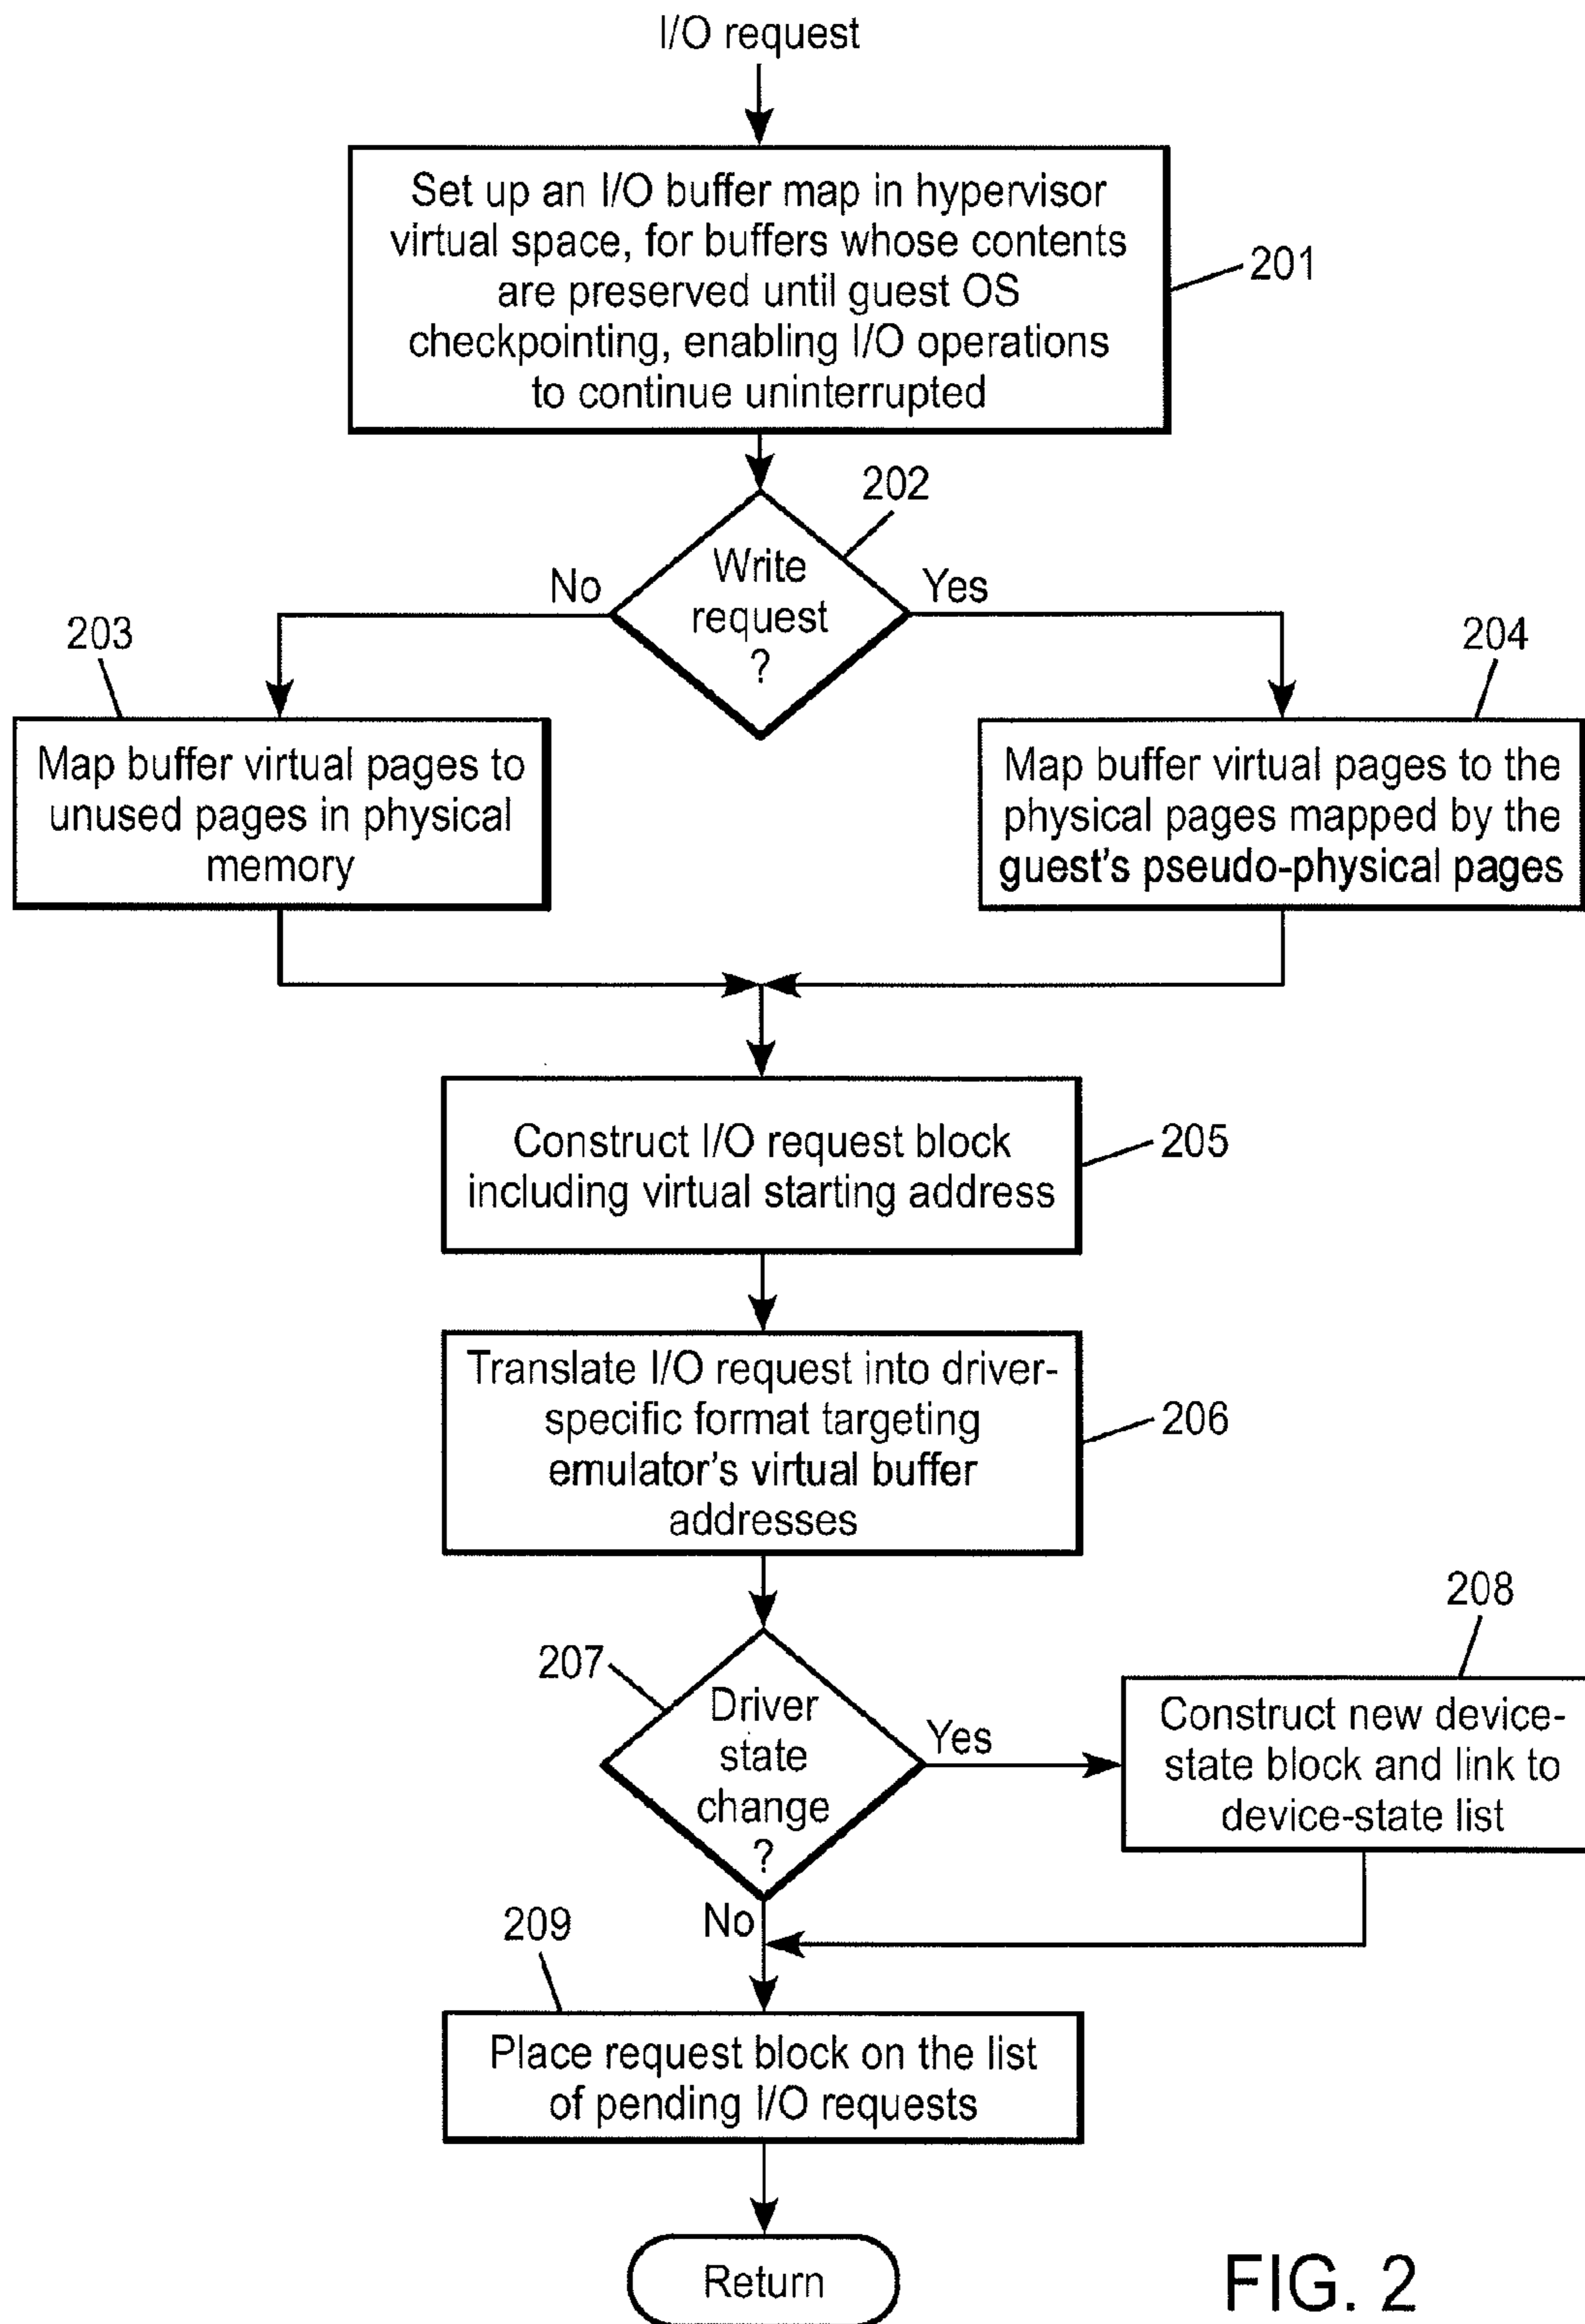 I/O request
Set up an I/O buffer map in hypervisor
virtual space, for buffers whose contents
are preserved until guest OS
checkpointing, enabling I/O operations
to continue uninterrupted
201
202
Write
request
?
No
Yes
203
204
Map buffer virtual pages to
unused pages in physical
memory
Map buffer virtual pages to the
physical pages mapped by the
guest's pseudo-physical pages
Construct I/O request block
including virtual starting address
205
Translate I/O request into driver-
specific format targeting
emulator's virtual buffer
addresses
206
207
Driver
state
change
?
Yes
No
208
Construct new device-
state block and link to
device-state list
209
Place request block on the list
of pending I/O requests
Return
FIG. 2